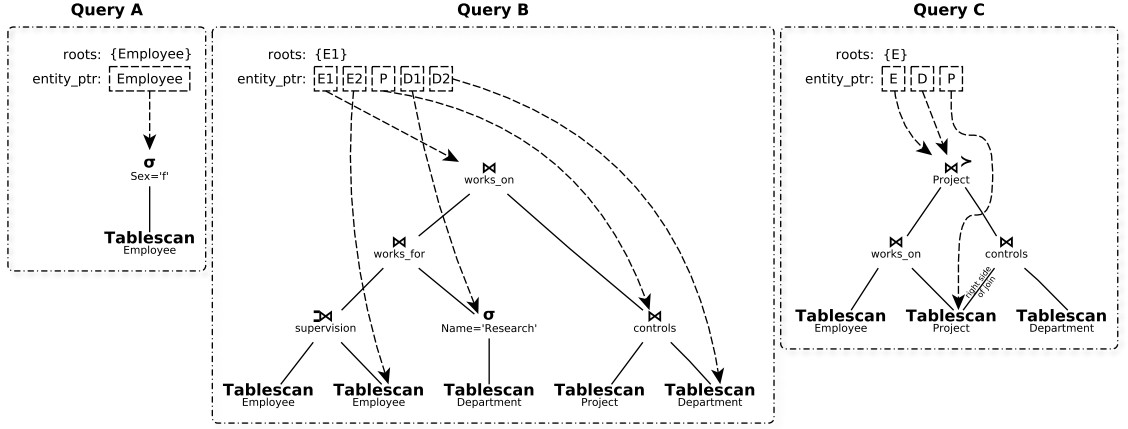 Query A
roots: {Employee}
entity_ptr: Employee
σ
Sex='f'
Tablescan
Employee
Query B
roots: {E1}
entity_ptr: E1 E2 P D1 D2
⋈
works_on
⋈
works_for
⟕
supervision
σ
Name='Research'
⋈
controls
Tablescan
Employee
Tablescan
Employee
Tablescan
Department
Tablescan
Project
Tablescan
Department
Query C
roots: {E}
entity_ptr: E D P
⋈≻
Project
⋈
works_on
⋈
controls
right side
of join
Tablescan
Employee
Tablescan
Project
Tablescan
Department